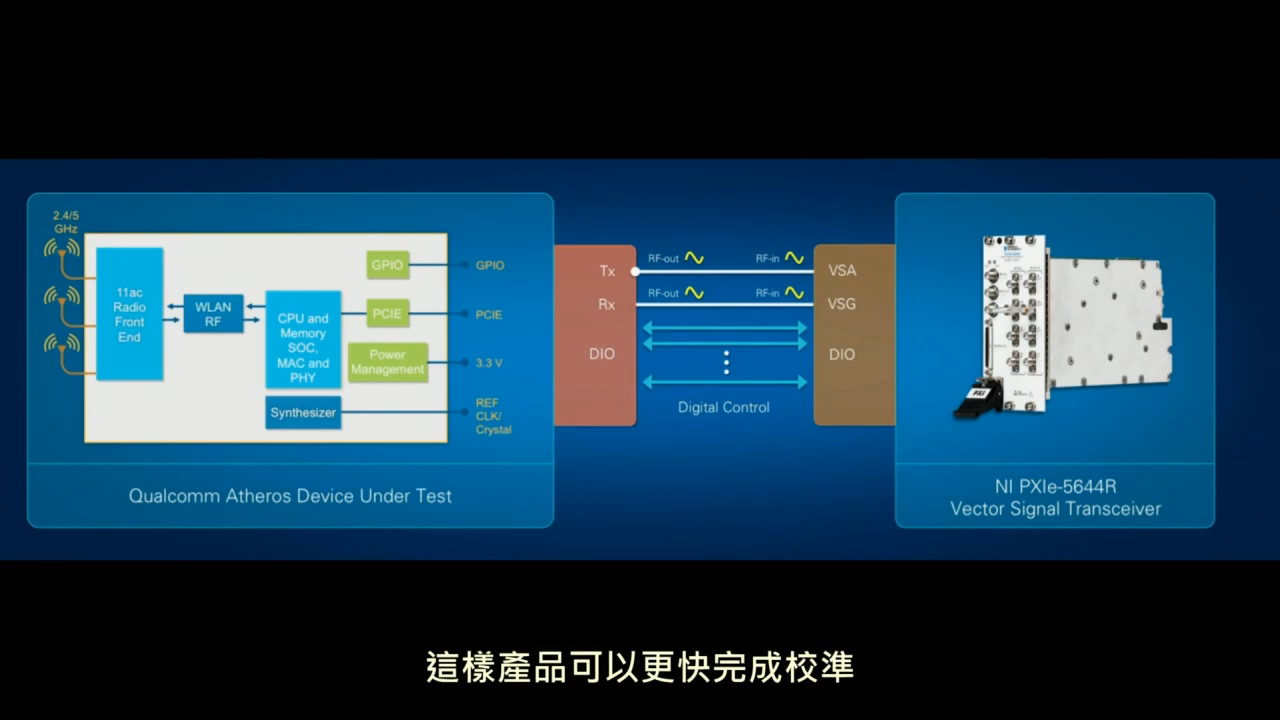 2.4/5
GHz
11ac
Radio
Front
End
WLAN
RF
CPU and
Memory
SOC,
MAC and
PHY
GPIO
PCIE
Power
Management
Synthesizer
GPIO
PCIE
3.3 V
REF
CLK/
Crystal
Qualcomm Atheros Device Under Test
Tx
Rx
DIO
RF-out
RF-in
RF-out
RF-in
Digital Control
VSA
VSG
DIO
PXI
NI PXIe-5644R
Vector Signal Transceiver
這樣產品可以更快完成校準